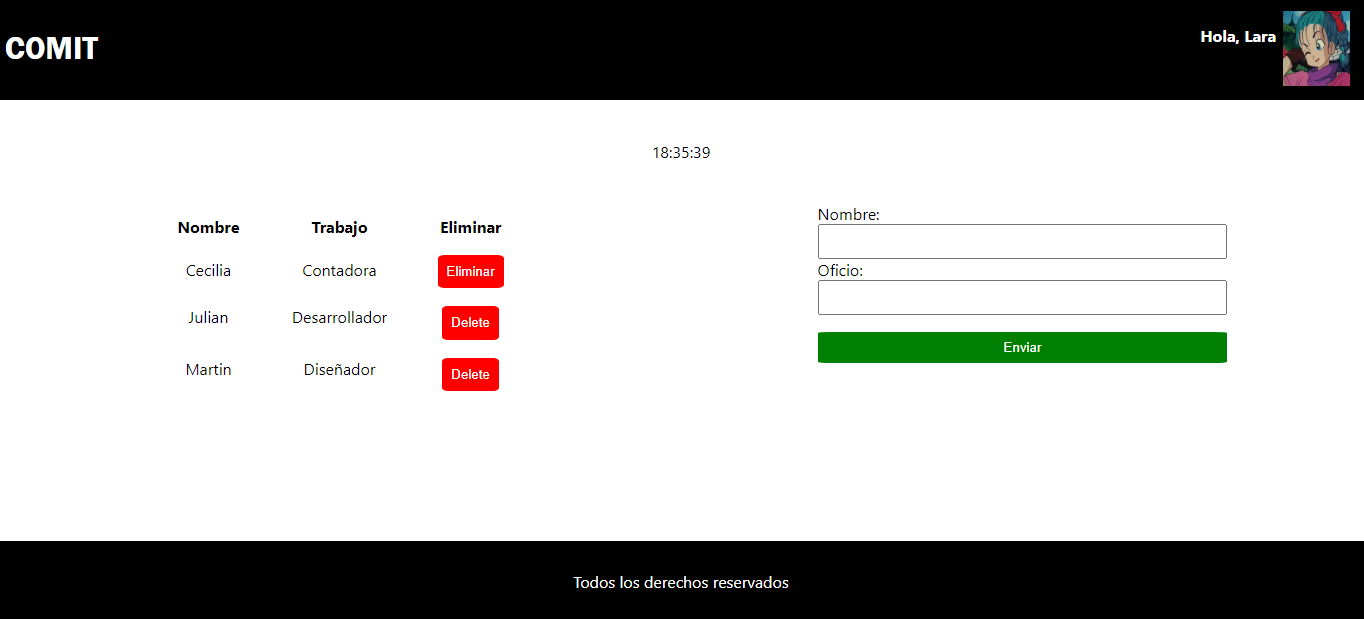 COMIT
Hola, Lara
18:35:39
Nombre Trabajo Eliminar
Cecilia Contadora Eliminar
Julian Desarrollador Delete
Martin Diseñador Delete
Nombre:
Oficio:
Enviar
Todos los derechos reservados